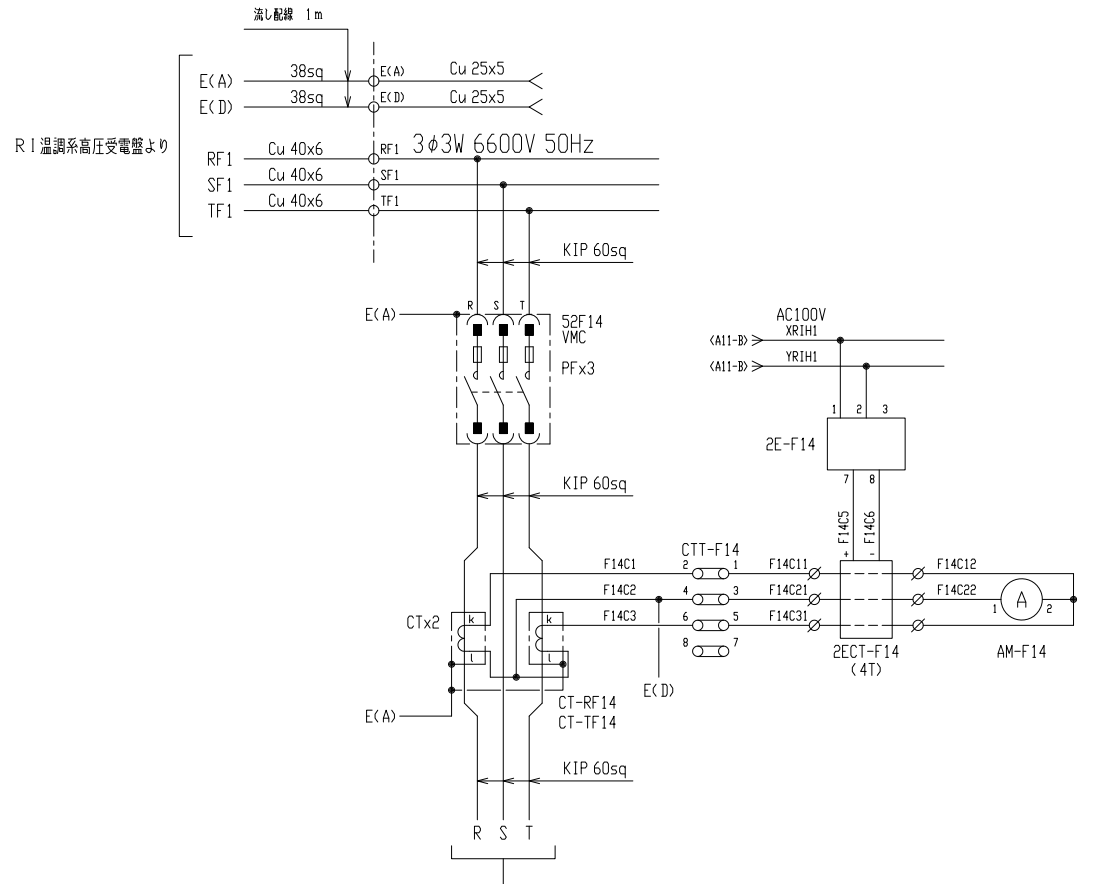 流し配線 1m
E(A) 38sq E(A) Cu 25x5
E(D) 38sq E(D) Cu 25x5
RI温調系高圧受電盤より
3φ3W 6600V 50Hz
RF1 Cu 40x6 RF1
SF1 Cu 40x6 SF1
TF1 Cu 40x6 TF1
KIP 60sq
R S T
E(A)
52F14
VMC
PFx3
AC100V
<A11-B> XRIH1
<A11-B> YRIH1
1 2 3
2E-F14
7 8
KIP 60sq
F14C5 F14C6
+ -
CTT-F14
F14C1 2 1 F14C11 F14C12
F14C2 4 3 F14C21 F14C22 1 A 2
F14C3 6 5 F14C31
8 7
CTx2
k k
l l
2ECT-F14
(4T)
AM-F14
E(D)
CT-RF14
CT-TF14
E(A)
KIP 60sq
R S T